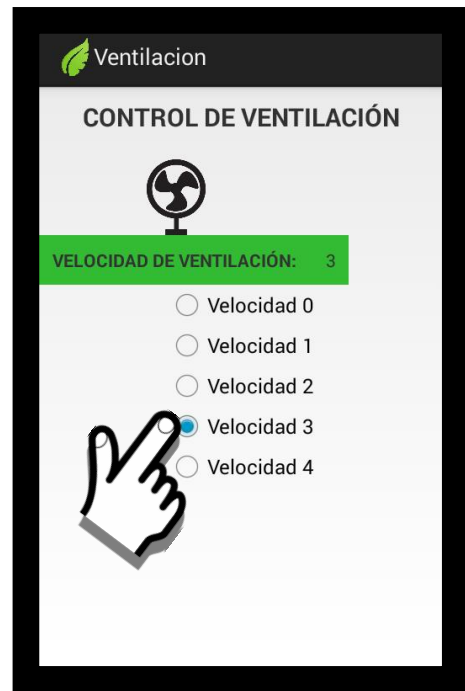 Ventilacion
CONTROL DE VENTILACIÓN
VELOCIDAD DE VENTILACIÓN: 3
Velocidad 0
Velocidad 1
Velocidad 2
Velocidad 3
Velocidad 4